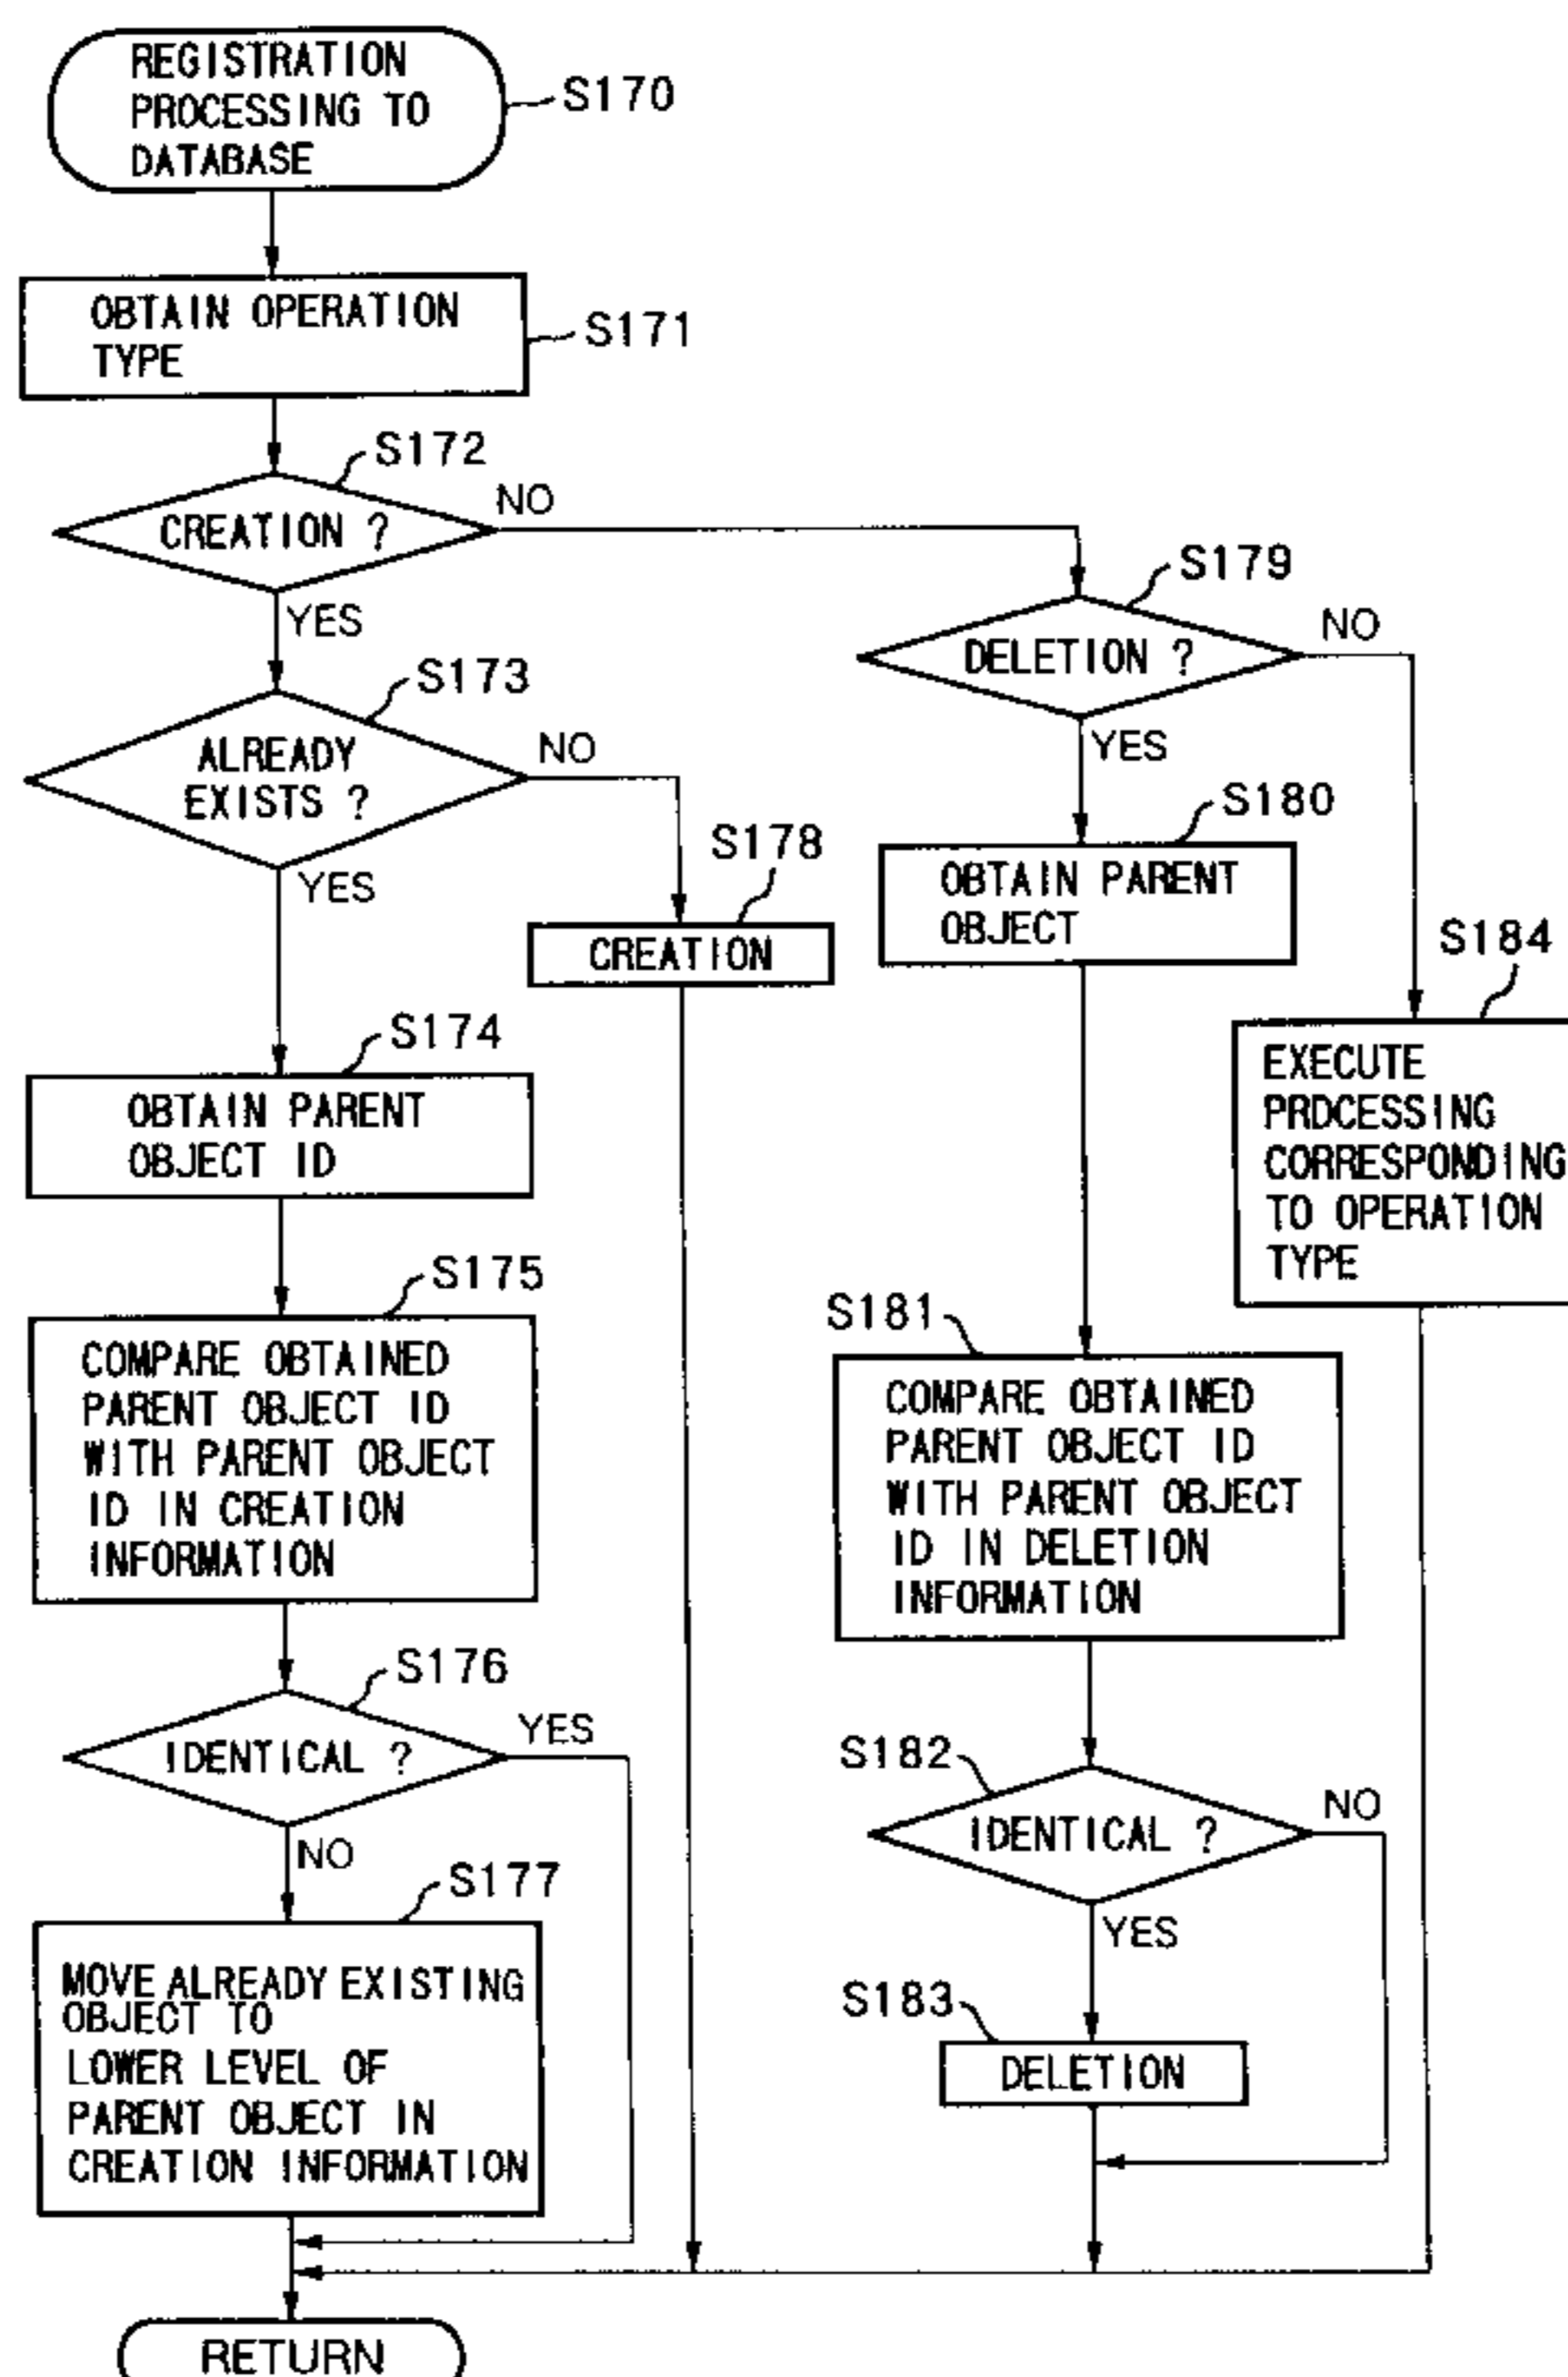 REGISTRATION
PROCESSING TO
DATABASE
S170
OBTAIN OPERATION
TYPE
S171
S172
CREATION ?
NO
YES
S173
ALREADY
EXISTS ?
NO
YES
S178
CREATION
S174
OBTAIN PARENT
OBJECT ID
S175
COMPARE OBTAINED
PARENT OBJECT ID
WITH PARENT OBJECT
ID IN CREATION
INFORMATION
S176
IDENTICAL ?
YES
NO
S177
MOVE ALREADY EXISTING
OBJECT TO
LOWER LEVEL OF
PARENT OBJECT IN
CREATION INFORMATION
RETURN
S179
DELETION ?
NO
YES
S180
OBTAIN PARENT
OBJECT
S184
EXECUTE
PRDCESSING
CORRESPONDING
TO OPERATION
TYPE
S181
COMPARE OBTAINED
PARENT OBJECT ID
WITH PARENT OBJECT
ID IN DELETION
INFORMATION
S182
IDENTICAL ?
NO
YES
S183
DELETION